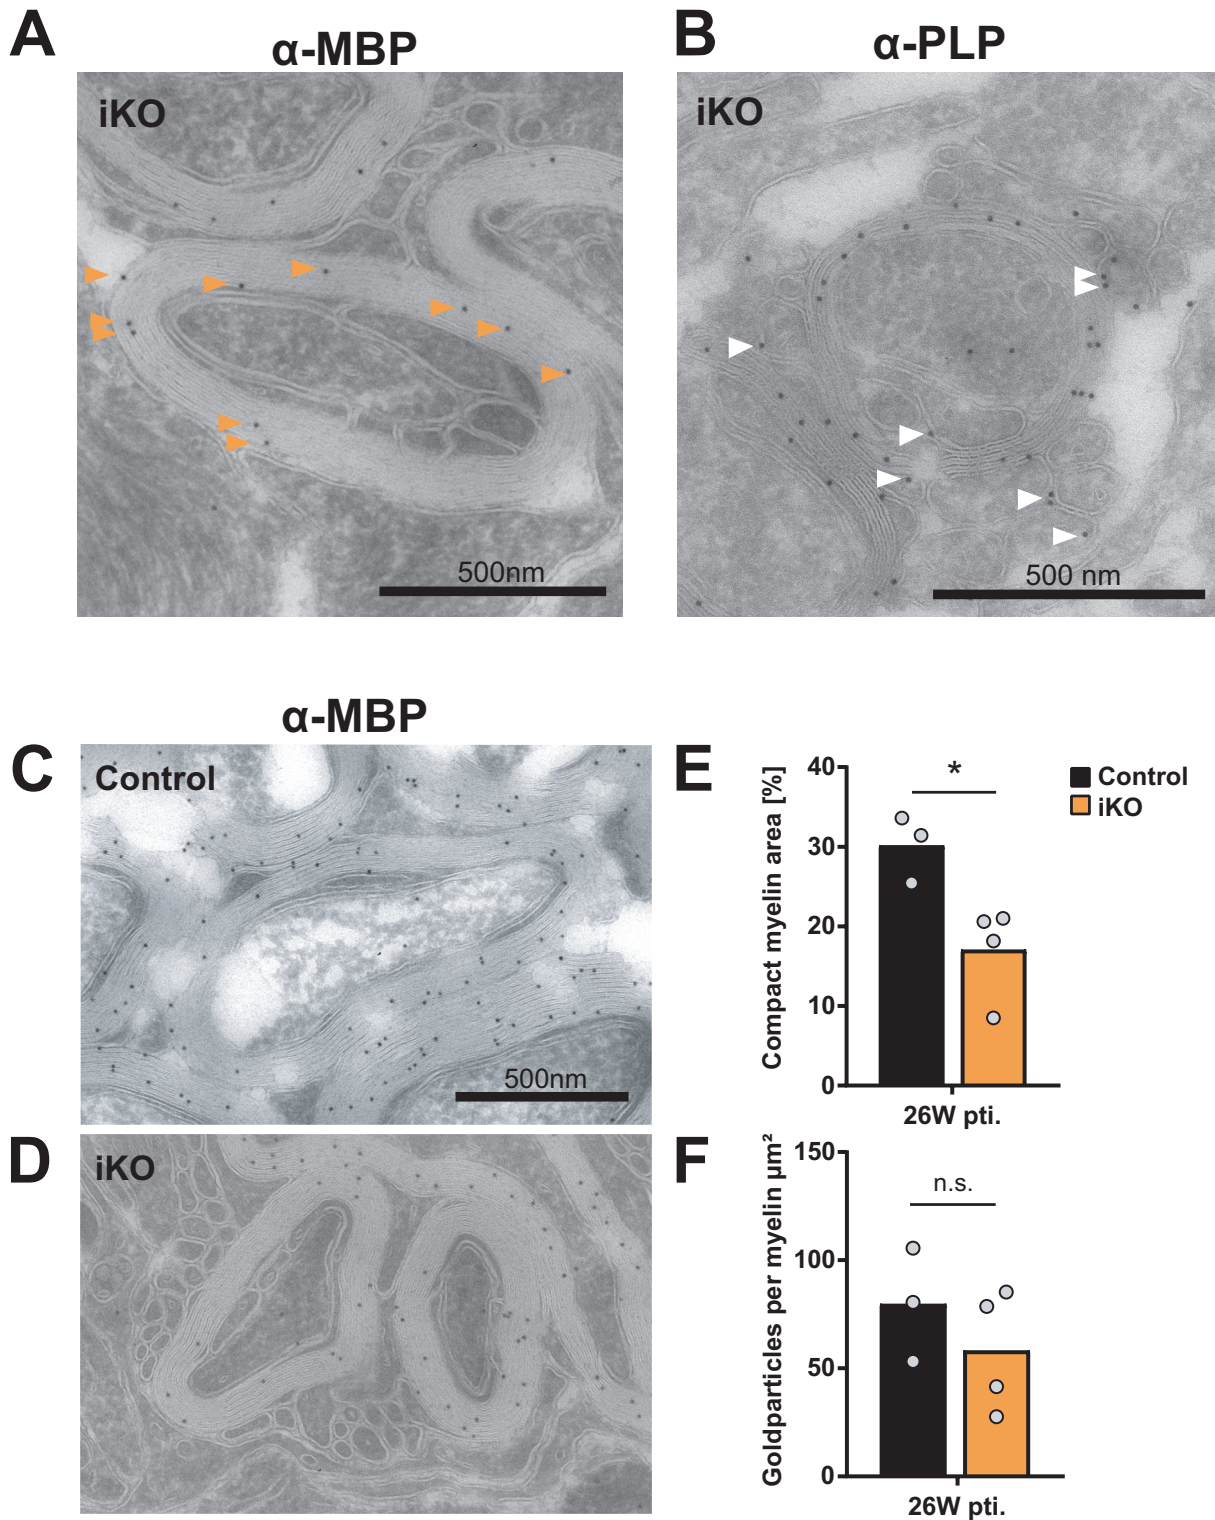 A
α-MBP
iKO
500nm
B
α-PLP
iKO
500 nm
α-MBP
C
Control
500nm
D
iKO
E
Compact myelin area [%]
40
30
20
10
0
*
Control
iKO
26W pti.
F
Goldparticles per myelin µm²
150
100
50
0
n.s.
26W pti.